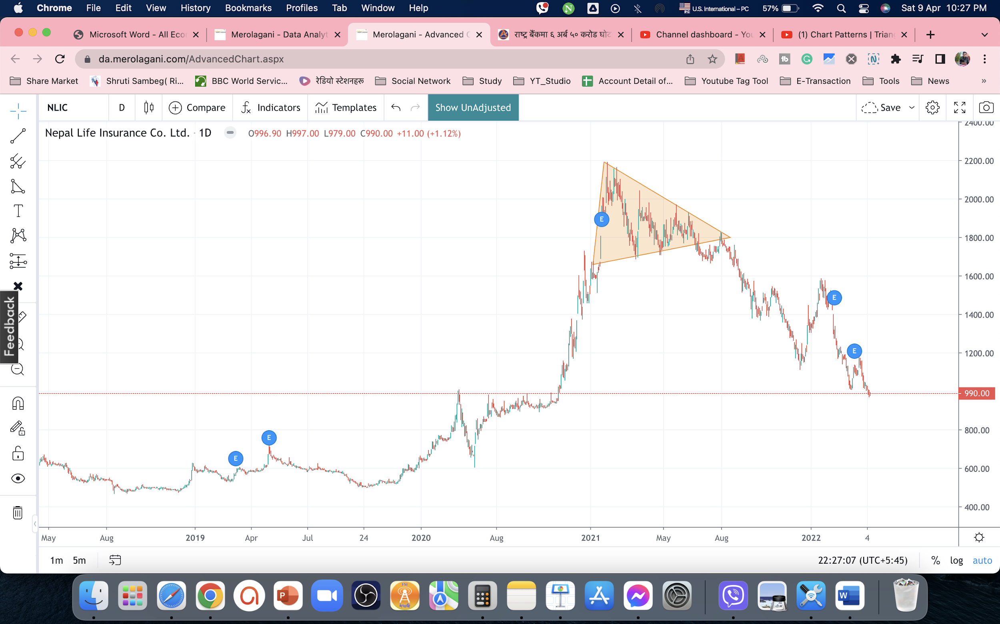 Chrome File Edit View History Bookmarks Profiles Tab Window Help U.S. International – PC 57% Sat 9 Apr 10:27 PM
Microsoft Word - All Eco Merolagani - Data Analyt Merolagani - Advanced C राष्ट्र बैंकमा ६ अर्ब ५० करोड घोट Channel dashboard - You (1) Chart Patterns | Trian
da.merolagani.com/AdvancedChart.aspx
Share Market Shruti Sambeg( Ri... BBC World Servic... रेडियो स्टेशनहरू Social Network Study YT_Studio Account Detail of... Youtube Tag Tool E-Transaction Tools News »
NLIC D Compare Indicators Templates Show UnAdjusted Save
Nepal Life Insurance Co. Ltd. · 1D O996.90 H997.00 L979.00 C990.00 +11.00 (+1.12%)
2400.00
2200.00
2000.00
E
1800.00
1600.00
E
1400.00
E
1200.00
990.00
800.00
E
E
600.00
400.00
Feedback
May Aug 2019 Apr Jul 24 2020 Aug 2021 May Aug 2022 4
1m 5m 22:27:07 (UTC+5:45) % log auto